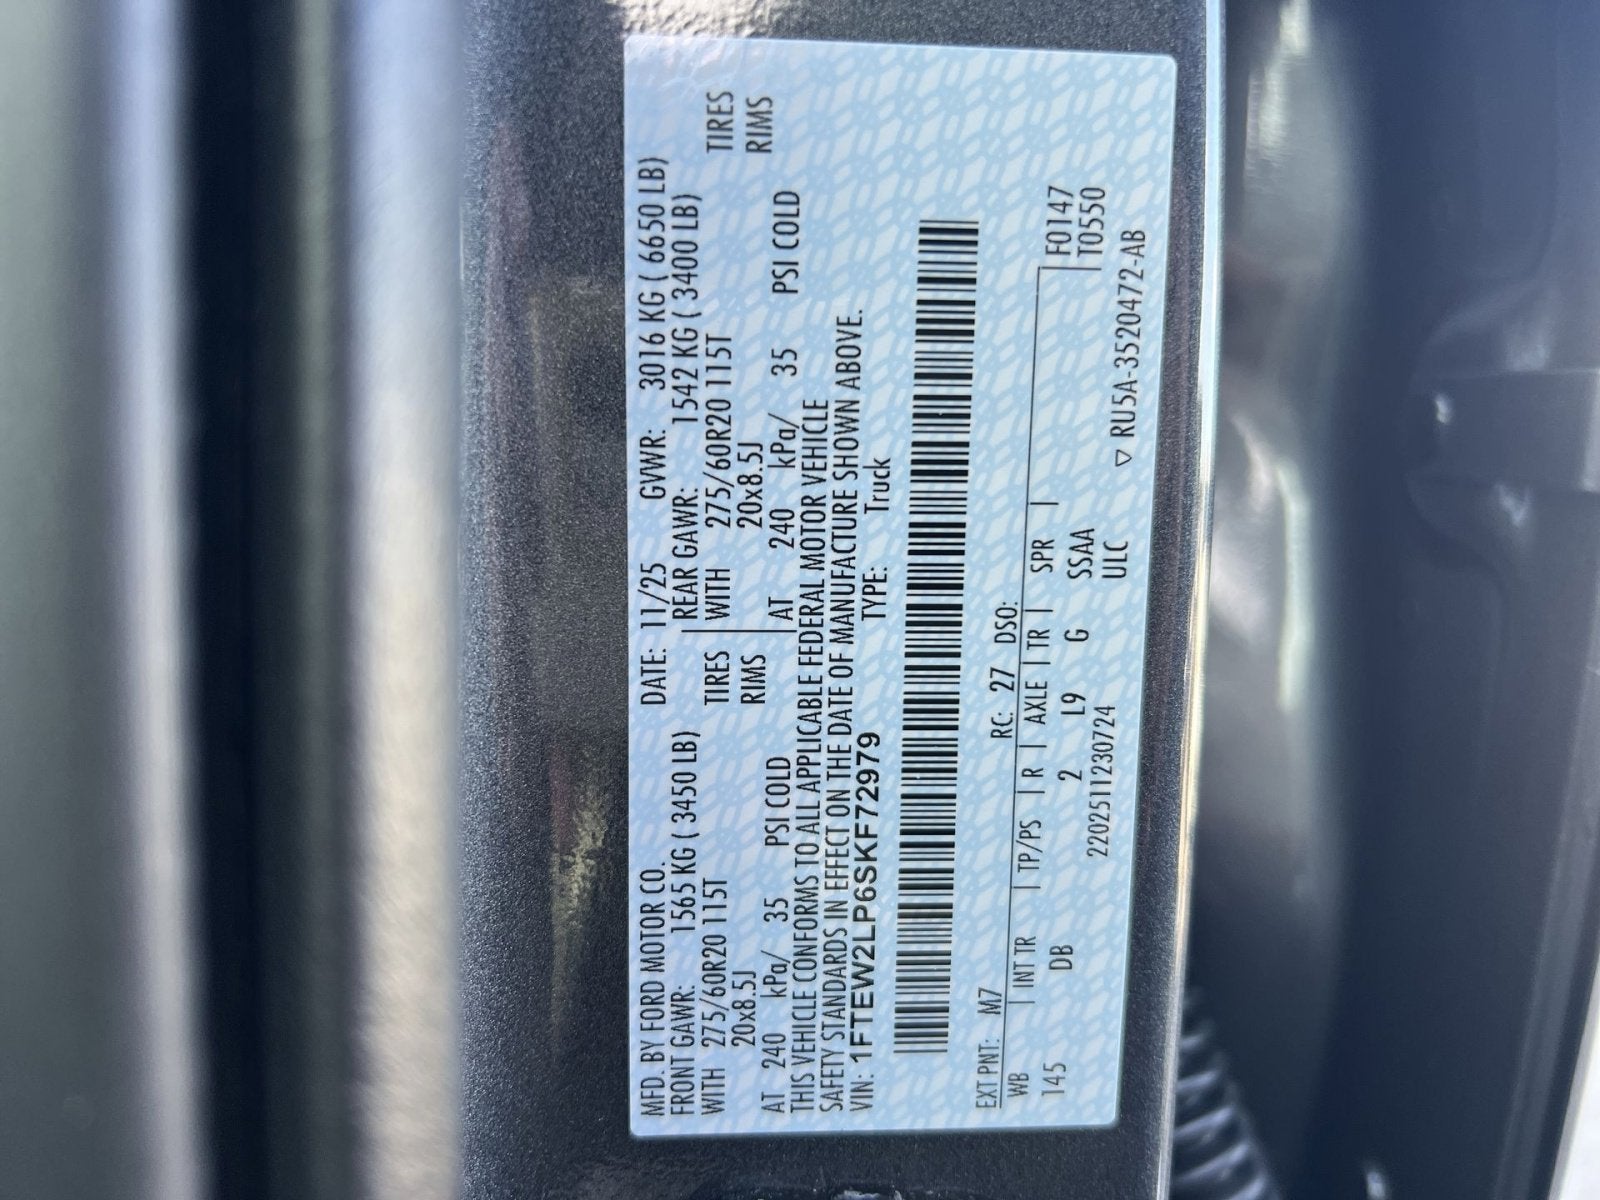 MFD. BY FORD MOTOR CO. DATE: 11/25 GVWR: 3016 KG ( 6650 LB)
FRONT GAWR: 1565 KG ( 3450 LB) REAR GAWR: 1542 KG ( 3400 LB)
WITH 275/60R20 115T TIRES WITH 275/60R20 115T TIRES
20x8.5J RIMS 20x8.5J RIMS
AT 240 kPa/ 35 PSI COLD AT 240 kPa/ 35 PSI COLD
THIS VEHICLE CONFORMS TO ALL APPLICABLE FEDERAL MOTOR VEHICLE
SAFETY STANDARDS IN EFFECT ON THE DATE OF MANUFACTURE SHOWN ABOVE.
VIN: 1FTEW2LP6SKF72979 TYPE: Truck
EXT PNT: M7 RC: 27 DSO:
WB | INT TR | TP/PS | R | AXLE | TR | SPR | F0147
145 DB 2 L9 G SSAA T0550
2202511230724 ULC
▽ RU5A-3520472-AB